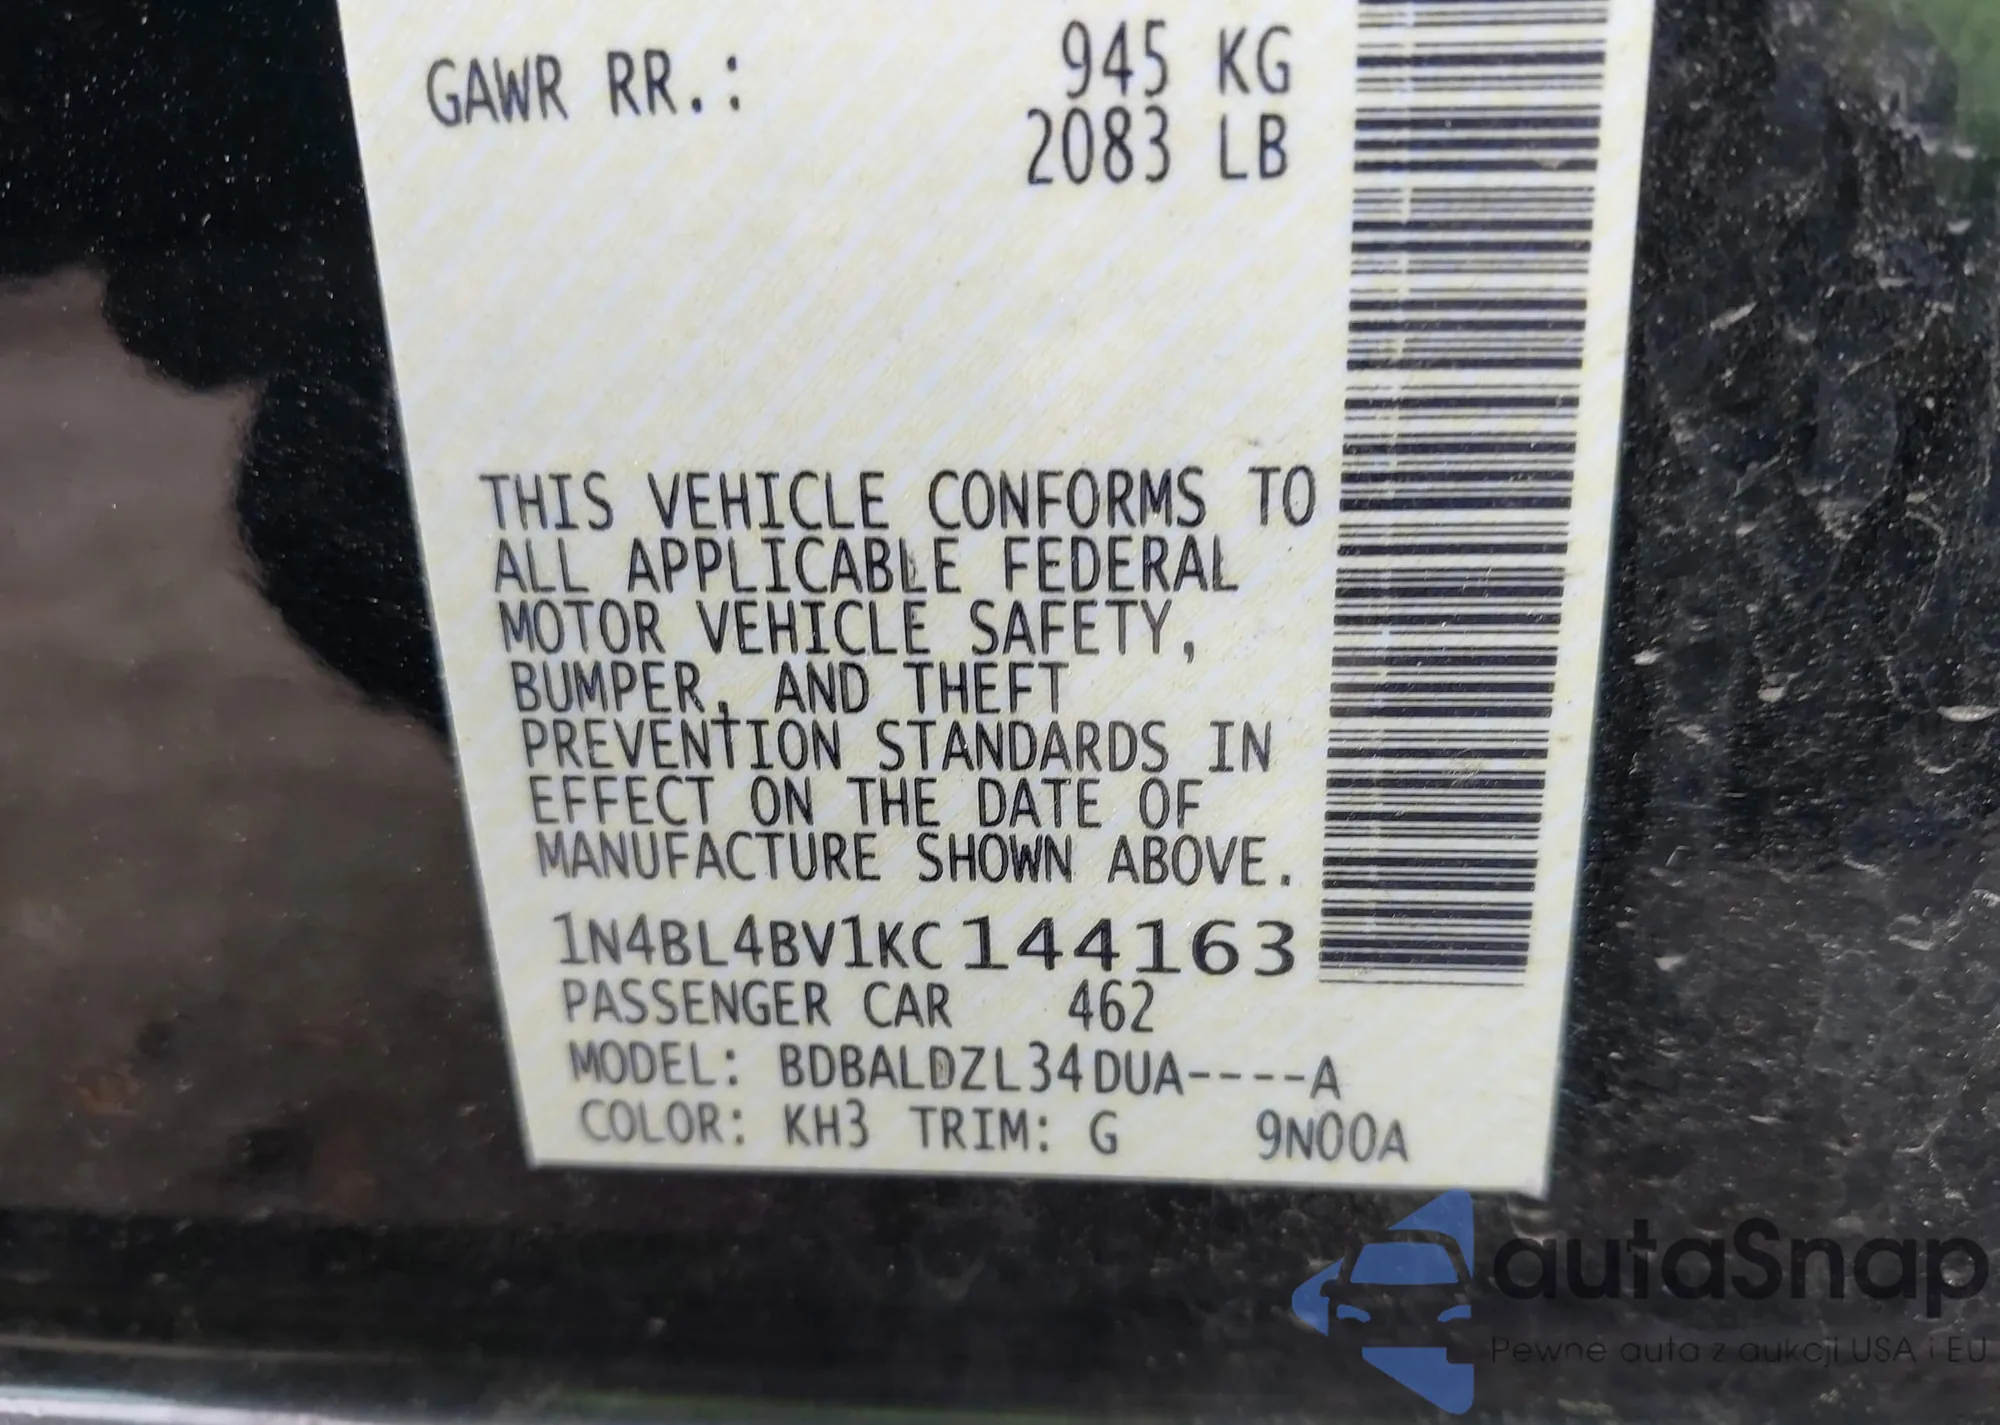 GAWR RR.: 945 KG
2083 LB
THIS VEHICLE CONFORMS TO
ALL APPLICABLE FEDERAL
MOTOR VEHICLE SAFETY,
BUMPER, AND THEFT
PREVENTION STANDARDS IN
EFFECT ON THE DATE OF
MANUFACTURE SHOWN ABOVE.
1N4BL4BV1KC144163
PASSENGER CAR 462
MODEL: BDBALDZL34DUA----A
COLOR: KH3 TRIM: G 9N00A
autaSnap
Pewne auta z aukcji USA i EU